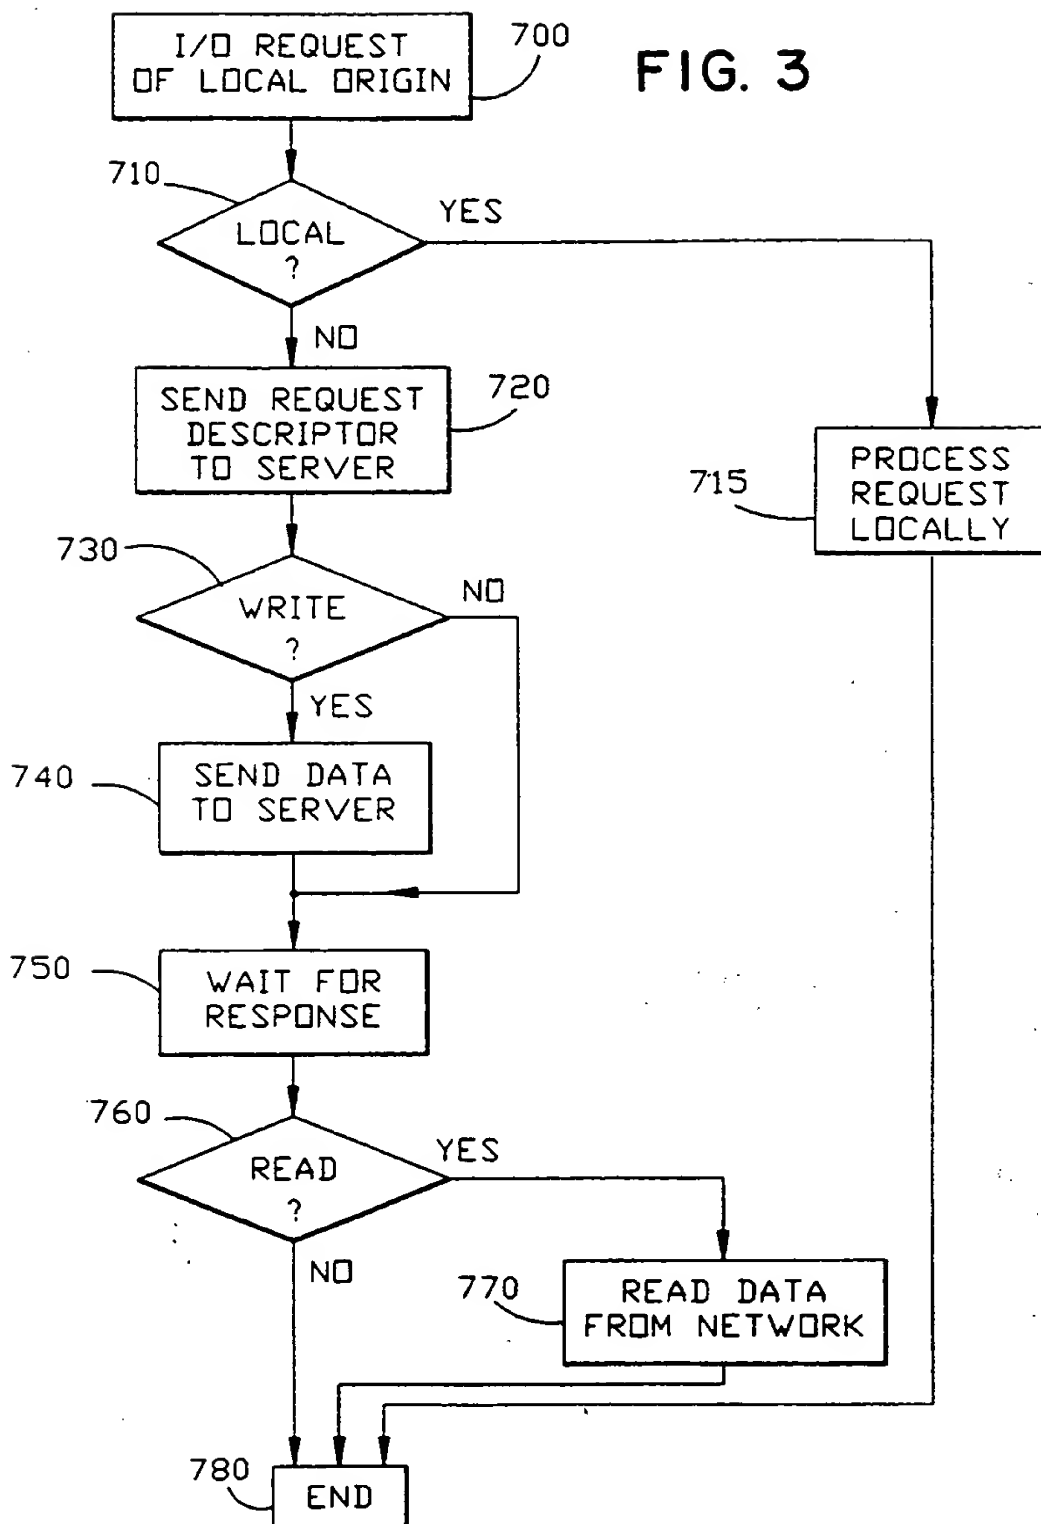 FIG. 3
I/O REQUEST
OF LOCAL ORIGIN
700
710
LOCAL
?
YES
NO
SEND REQUEST
DESCRIPTOR
TO SERVER
720
715
PROCESS
REQUEST
LOCALLY
730
WRITE
?
NO
YES
740
SEND DATA
TO SERVER
750
WAIT FOR
RESPONSE
760
READ
?
YES
NO
770
READ DATA
FROM NETWORK
780
END